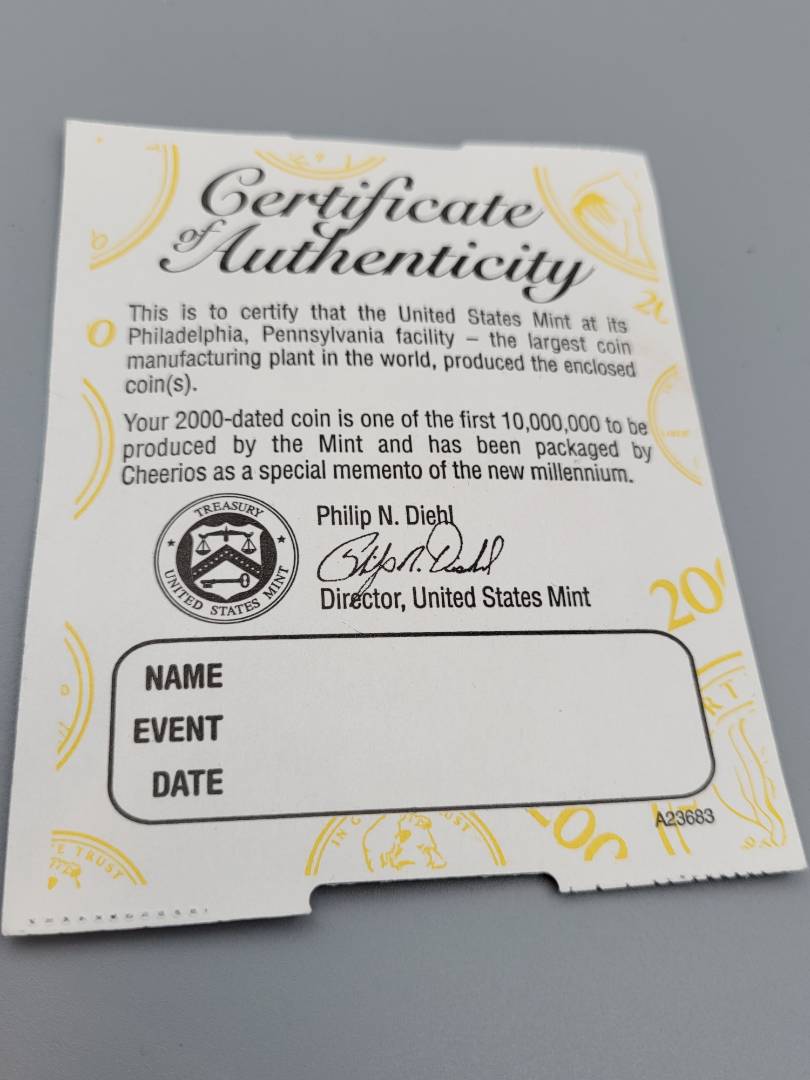 Certificate
of Authenticity
This is to certify that the United States Mint at its
Philadelphia, Pennsylvania facility – the largest coin
manufacturing plant in the world, produced the enclosed
coin(s).
Your 2000-dated coin is one of the first 10,000,000 to be
produced by the Mint and has been packaged by
Cheerios as a special memento of the new millennium.
TREASURY
UNITED STATES MINT
Philip N. Diehl
Philip N. Diehl
Director, United States Mint
NAME
EVENT
DATE
A23683
TRUST